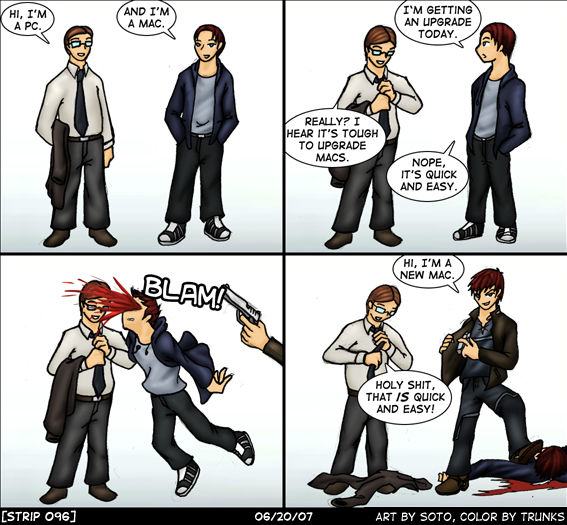 HI, I'M
A PC.
AND I'M
A MAC.
I'M GETTING
AN UPGRADE
TODAY.
REALLY? I
HEAR IT'S TOUGH
TO UPGRADE
MACS.
NOPE,
IT'S QUICK
AND EASY.
BLAM!
HI, I'M A
NEW MAC.
HOLY SHIT,
THAT IS QUICK
AND EASY!
[STRIP 096]
06/20/07
ART BY SOTO, COLOR BY TRUNKS